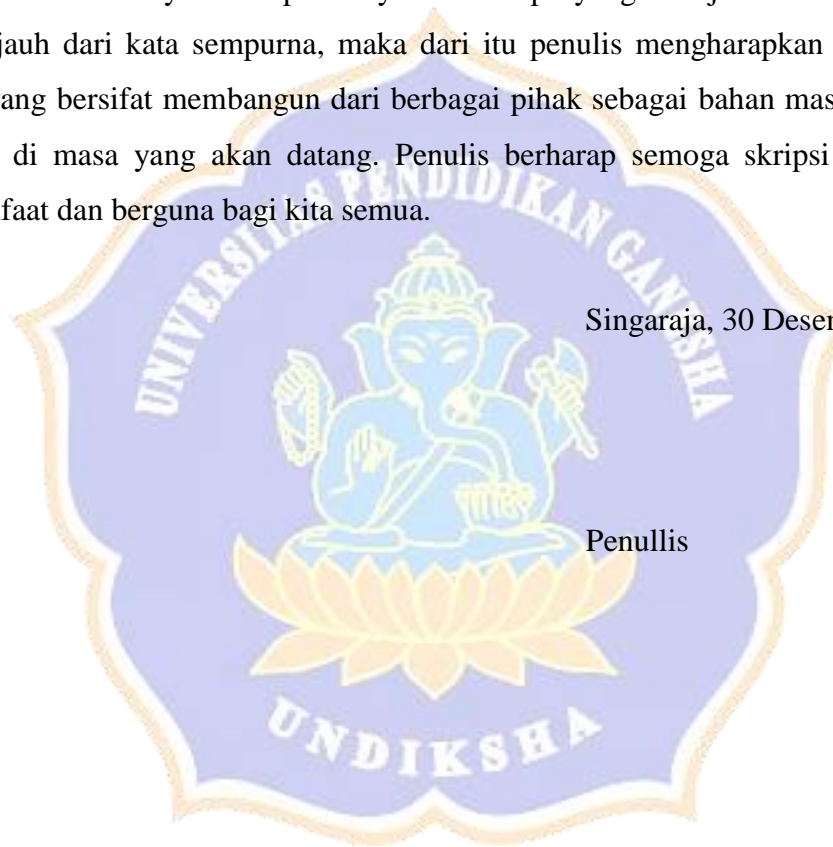 jauh dari kata sempurna, maka dari itu penulis mengharapkan
ang bersifat membangun dari berbagai pihak sebagai bahan mas
di masa yang akan datang. Penulis berharap semoga skripsi
faat dan berguna bagi kita semua.
UNIVERSITAS PENDIDIKAN GANESHA
Singaraja, 30 Desem
Penullis
UNDIKSHA